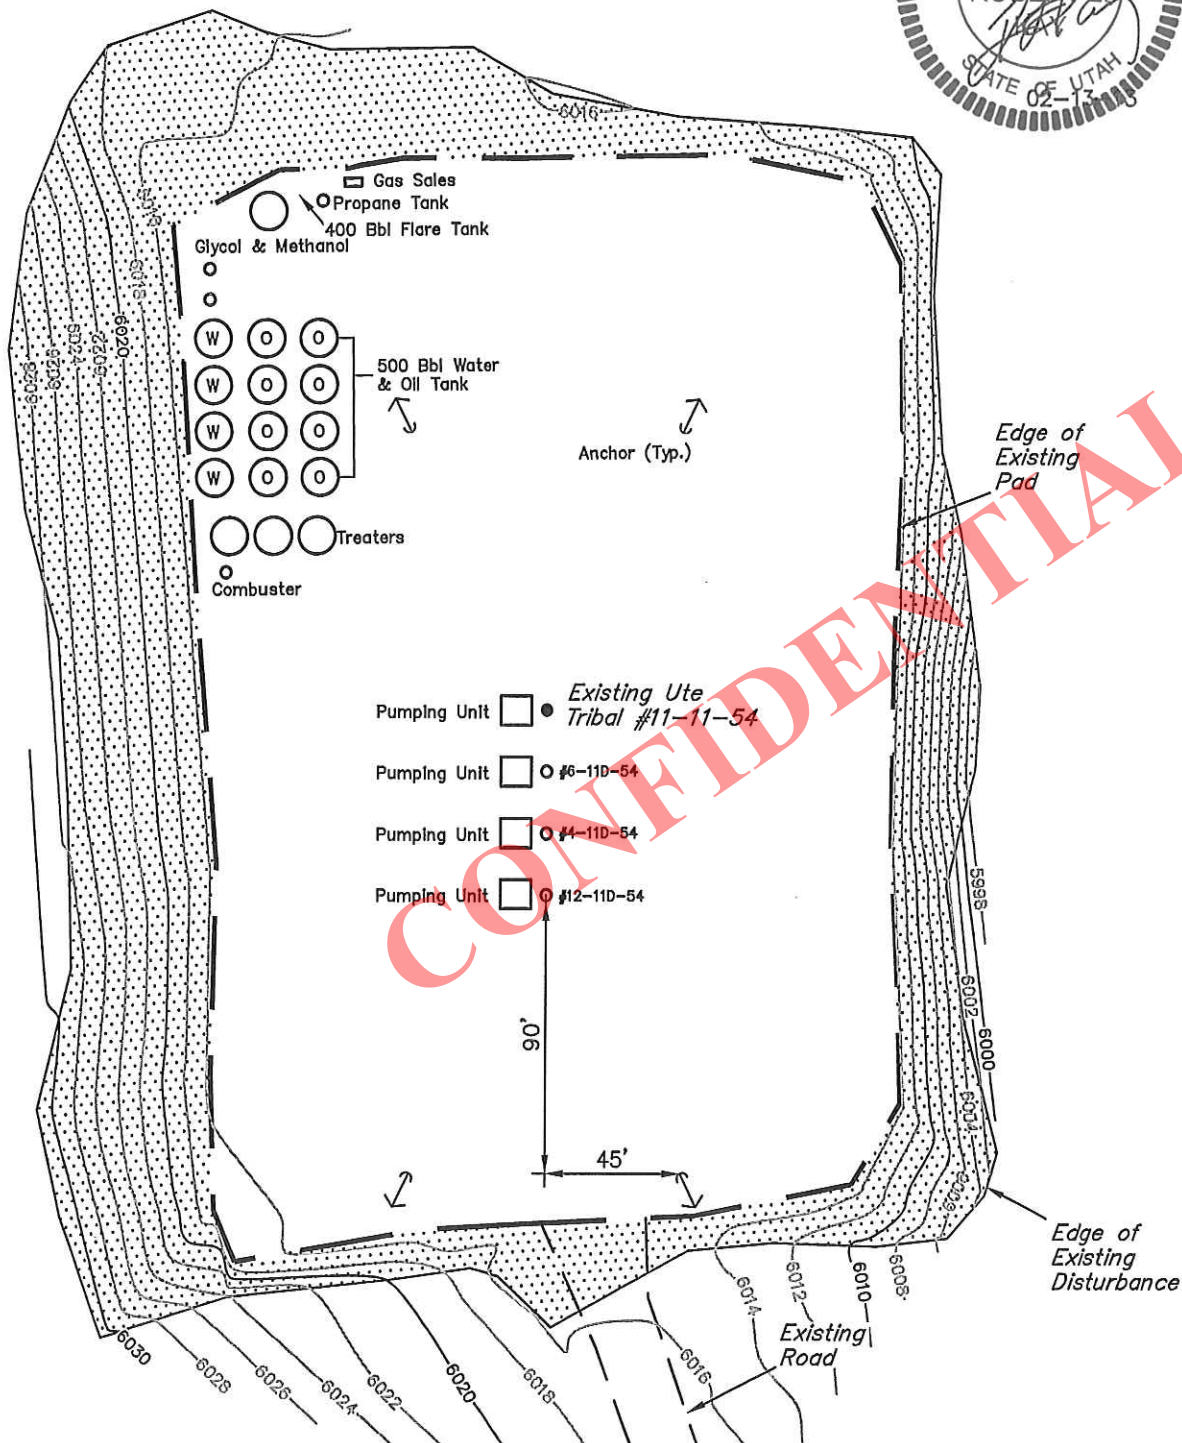 STATE OF UTAH
6016
Gas Sales
Propane Tank
400 Bbl Flare Tank
Glycol & Methanol
6018
6020
6022
6024
6026
6028
W O O
W O O
W O O
W O O
500 Bbl Water
& Oil Tank
Anchor (Typ.)
Edge of
Existing
Pad
Treaters
Combuster
CONFIDENTIAL
Pumping Unit
Existing Ute
Tribal #11-11-54
Pumping Unit
#6-11D-54
Pumping Unit
#4-11D-54
Pumping Unit
#12-11D-54
5998
6002
6000
6004
90'
45'
Edge of
Existing
Disturbance
6008
6010
6012
6014
Existing
Road
6016
6018
6020
6022
6024
6026
6028
6030